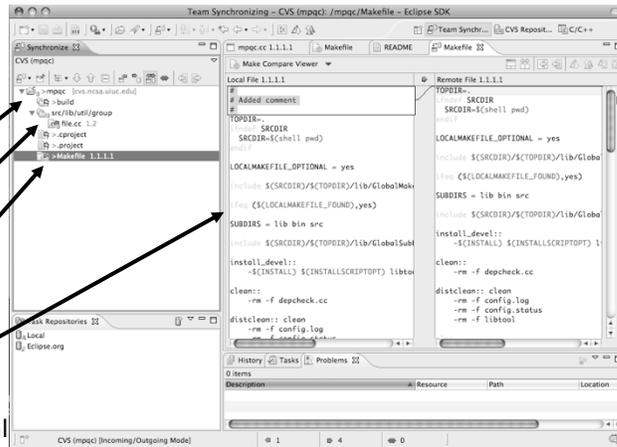 Team Synchronizing - CVS (mpqc): /mpqc/Makefile - Eclipse SDK
Team Synchr...
CVS Reposit...
C/C++
Synchronize
CVS (mpqc)
>mpqc [cvs.ncsa.uiuc.edu]
>build
src/lib/util/group
file.cc 1.2
>.cproject
>.project
>Makefile 1.1.1.1
Task Repositories
Local
Eclipse.org
mpqc.cc 1.1.1.1
Makefile
README
Makefile
Make Compare Viewer
Local File 1.1.1.1
#
# Added comment
#
TOPDIR=.
ifndef SRCDIR
SRCDIR=$(shell pwd)
endif
LOCALMAKEFILE_OPTIONAL = yes
include $(SRCDIR)/$(TOPDIR)/lib/GlobalMak
ifeq ($(LOCALMAKEFILE_FOUND),yes)
SUBDIRS = lib bin src
include $(SRCDIR)/$(TOPDIR)/lib/GlobalSub
install_devel::
-$(INSTALL) $(INSTALLSCRIPTOPT) libtoo
clean::
-rm -f depcheck.cc
distclean:: clean
-rm -f config.log
-rm -f config.status
Remote File 1.1.1.1
TOPDIR=.
ifndef SRCDIR
SRCDIR=$(shell pwd)
endif
LOCALMAKEFILE_OPTIONAL = yes
include $(SRCDIR)/$(TOPDIR)/lib/Globa
ifeq ($(LOCALMAKEFILE_FOUND),yes)
SUBDIRS = lib bin src
include $(SRCDIR)/$(TOPDIR)/lib/Globa
install_devel::
-$(INSTALL) $(INSTALLSCRIPTOPT) l
clean::
-rm -f depcheck.cc
distclean:: clean
-rm -f config.log
-rm -f config.status
-rm -f libtool
History
Tasks
Problems
0 items
Description
Resource
Path
Location
CVS (mpqc) [Incoming/Outgoing Mode]
1
4
0